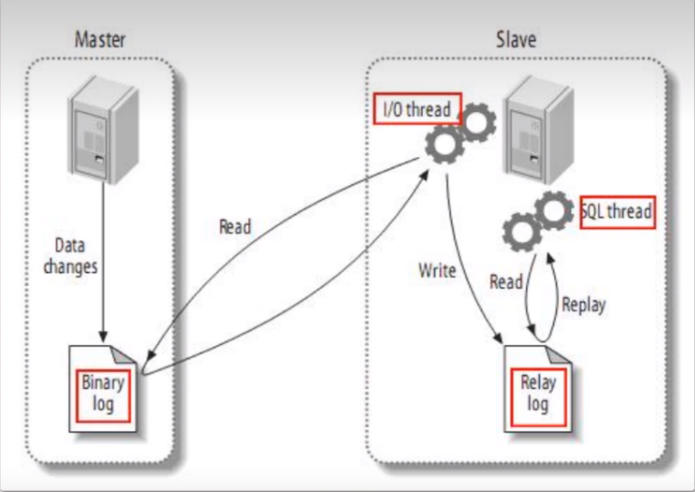 Master
Slave
I/O thread
SQL thread
Data
changes
Read
Write
Read
Replay
Binary
log
Relay
log